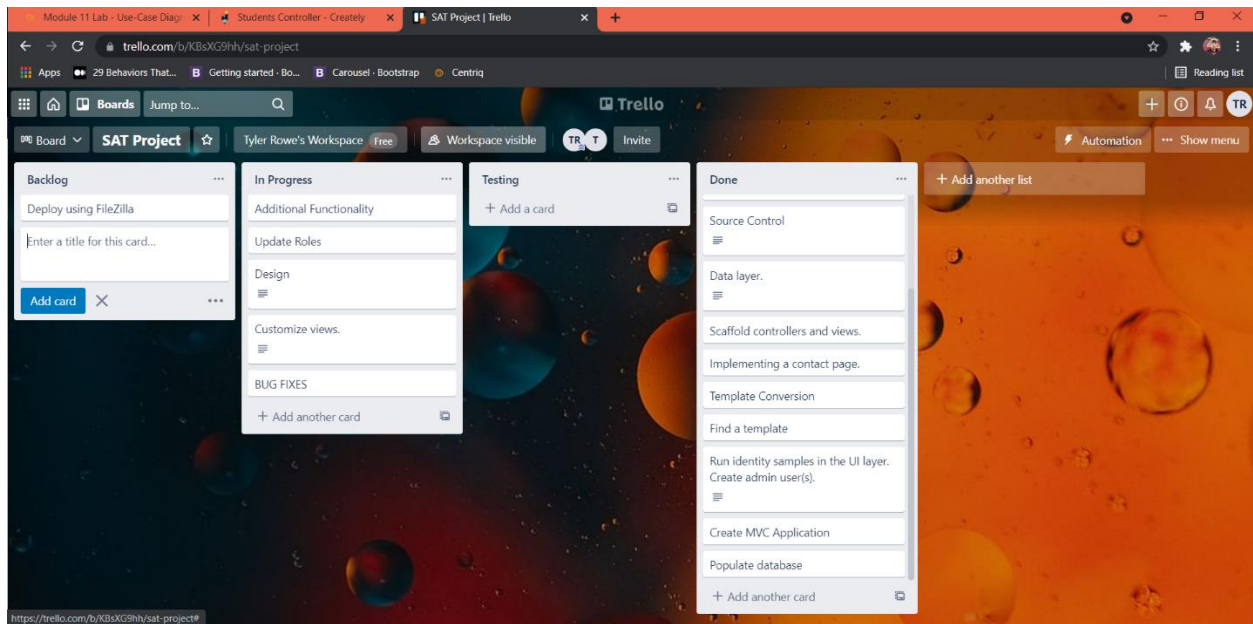 Module 11 Lab - Use-Case Diagr
Students Controller - Creately
SAT Project | Trello
trello.com/b/KBsXG9hh/sat-project
Apps
29 Behaviors That...
Getting started · Bo...
Carousel · Bootstrap
Centriq
Reading list
Boards
Jump to...
Trello
TR
Board
SAT Project
Tyler Rowe's Workspace
Free
Workspace visible
TR
T
Invite
Automation
Show menu
Backlog
Deploy using FileZilla
Enter a title for this card...
Add card
In Progress
Additional Functionality
Update Roles
Design
Customize views.
BUG FIXES
+ Add another card
Testing
+ Add a card
Done
Source Control
Data layer.
Scaffold controllers and views.
Implementing a contact page.
Template Conversion
Find a template
Run identity samples in the UI layer.
Create admin user(s).
Create MVC Application
Populate database
+ Add another card
+ Add another list
https://trello.com/b/KBsXG9hh/sat-project#